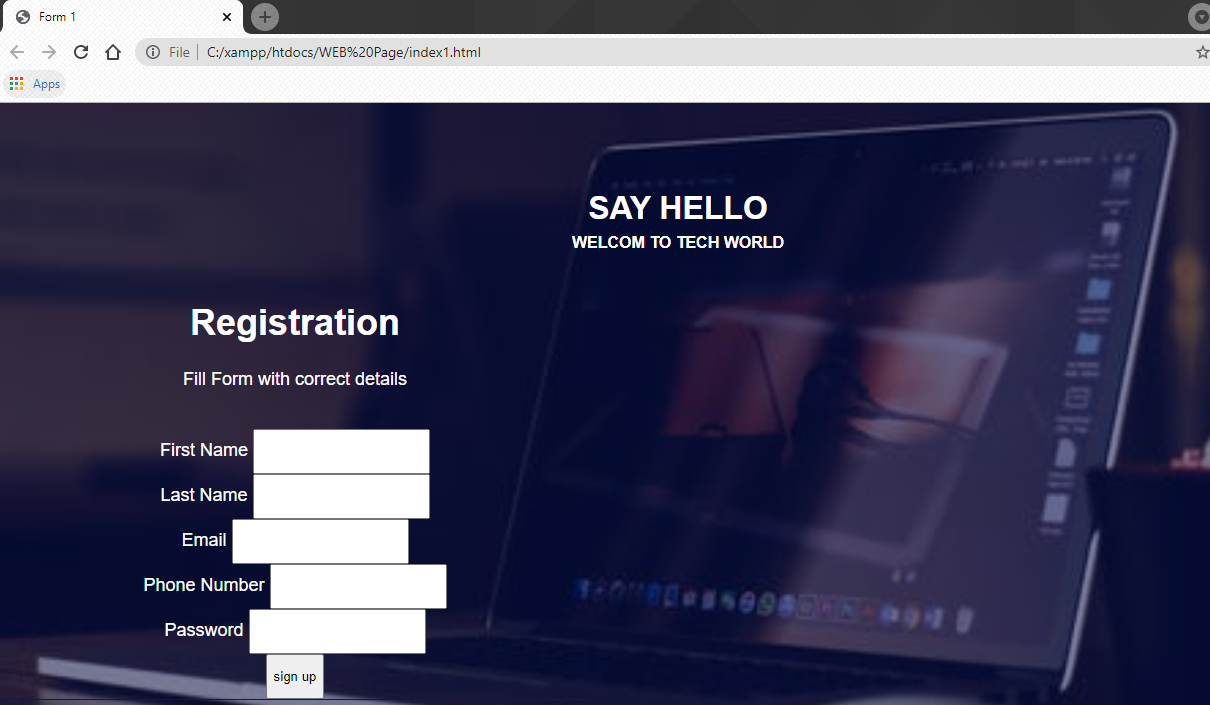 Form 1
File
C:/xampp/htdocs/WEB%20Page/index1.html
Apps
SAY HELLO
WELCOM TO TECH WORLD
Registration
Fill Form with correct details
First Name
Last Name
Email
Phone Number
Password
sign up